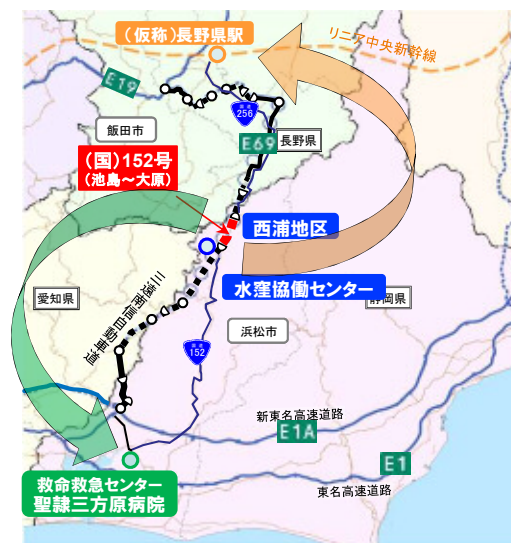 （仮称）長野県駅
リニア中央新幹線
E19
国道
256
飯田市
E69
長野県
（国）152号
（池島～大原）
西浦地区
水窪協働センター
愛知県
静岡県
三遠南信自動車道
浜松市
国道
152
新東名高速道路
E1A
E1
東名高速道路
救命救急センター
聖隷三方原病院